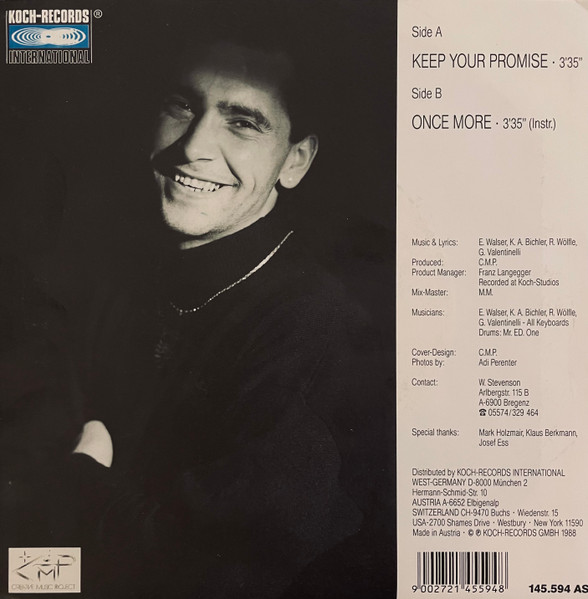 KOCH-RECORDS ®
INTERNATIONAL
Side A
KEEP YOUR PROMISE · 3'35"
Side B
ONCE MORE · 3'35" (Instr.)
Music & Lyrics: E. Walser, K. A. Bichler, R. Wölfle,
G. Valentinelli
Produced: C.M.P.
Product Manager: Franz Langegger
Recorded at Koch-Studios
Mix-Master: M.M.
Musicians: E. Walser, K. A. Bichler, R. Wölfle,
G. Valentinelli - All Keyboards
Drums: Mr. ED. One
Cover-Design: C.M.P.
Photos by: Adi Perenter
Contact: W. Stevenson
Arlbergstr. 115 B
A-6900 Bregenz
☎ 05574/329 464
Special thanks: Mark Holzmair, Klaus Berkmann,
Josef Ess
Distributed by KOCH-RECORDS INTERNATIONAL
WEST-GERMANY D-8000 München 2
Hermann-Schmid-Str. 10
AUSTRIA A-6652 Elbigenalp
SWITZERLAND CH-9470 Buchs · Wiedenstr. 15
USA-2700 Shames Drive · Westbury · New York 11590
Made in Austria · © ℗ KOCH-RECORDS GMBH 1988
CMP
CREATIVE MUSIC PROJECT
9 002721 455948
145.594 AS